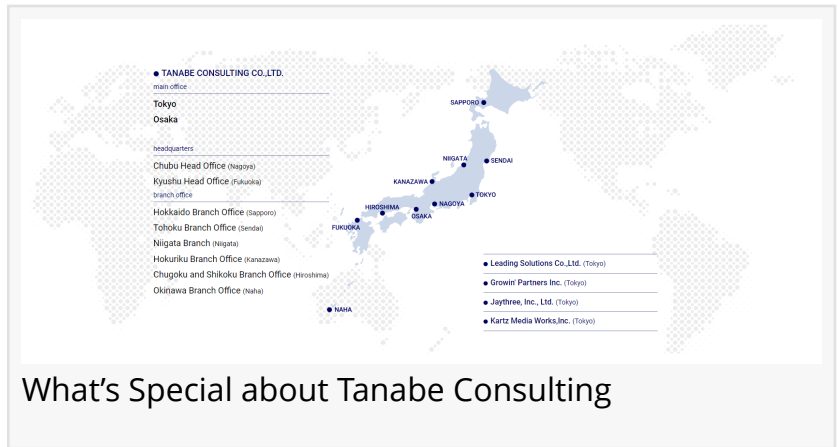 ● TANABE CONSULTING CO.,LTD.
main office
Tokyo
Osaka
headquarters
Chubu Head Office (Nagoya)
Kyushu Head Office (Fukuoka)
branch office
Hokkaido Branch Office (Sapporo)
Tohoku Branch Office (Sendai)
Niigata Branch (Niigata)
Hokuriku Branch Office (Kanazawa)
Chugoku and Shikoku Branch Office (Hiroshima)
Okinawa Branch Office (Naha)
SAPPORO
NIIGATA
SENDAI
KANAZAWA
TOKYO
NAGOYA
HIROSHIMA
OSAKA
FUKUOKA
NAHA
● Leading Solutions Co.,Ltd. (Tokyo)
● Growin' Partners Inc. (Tokyo)
● Jaythree, Inc., Ltd. (Tokyo)
● Kartz Media Works,Inc. (Tokyo)
What's Special about Tanabe Consulting